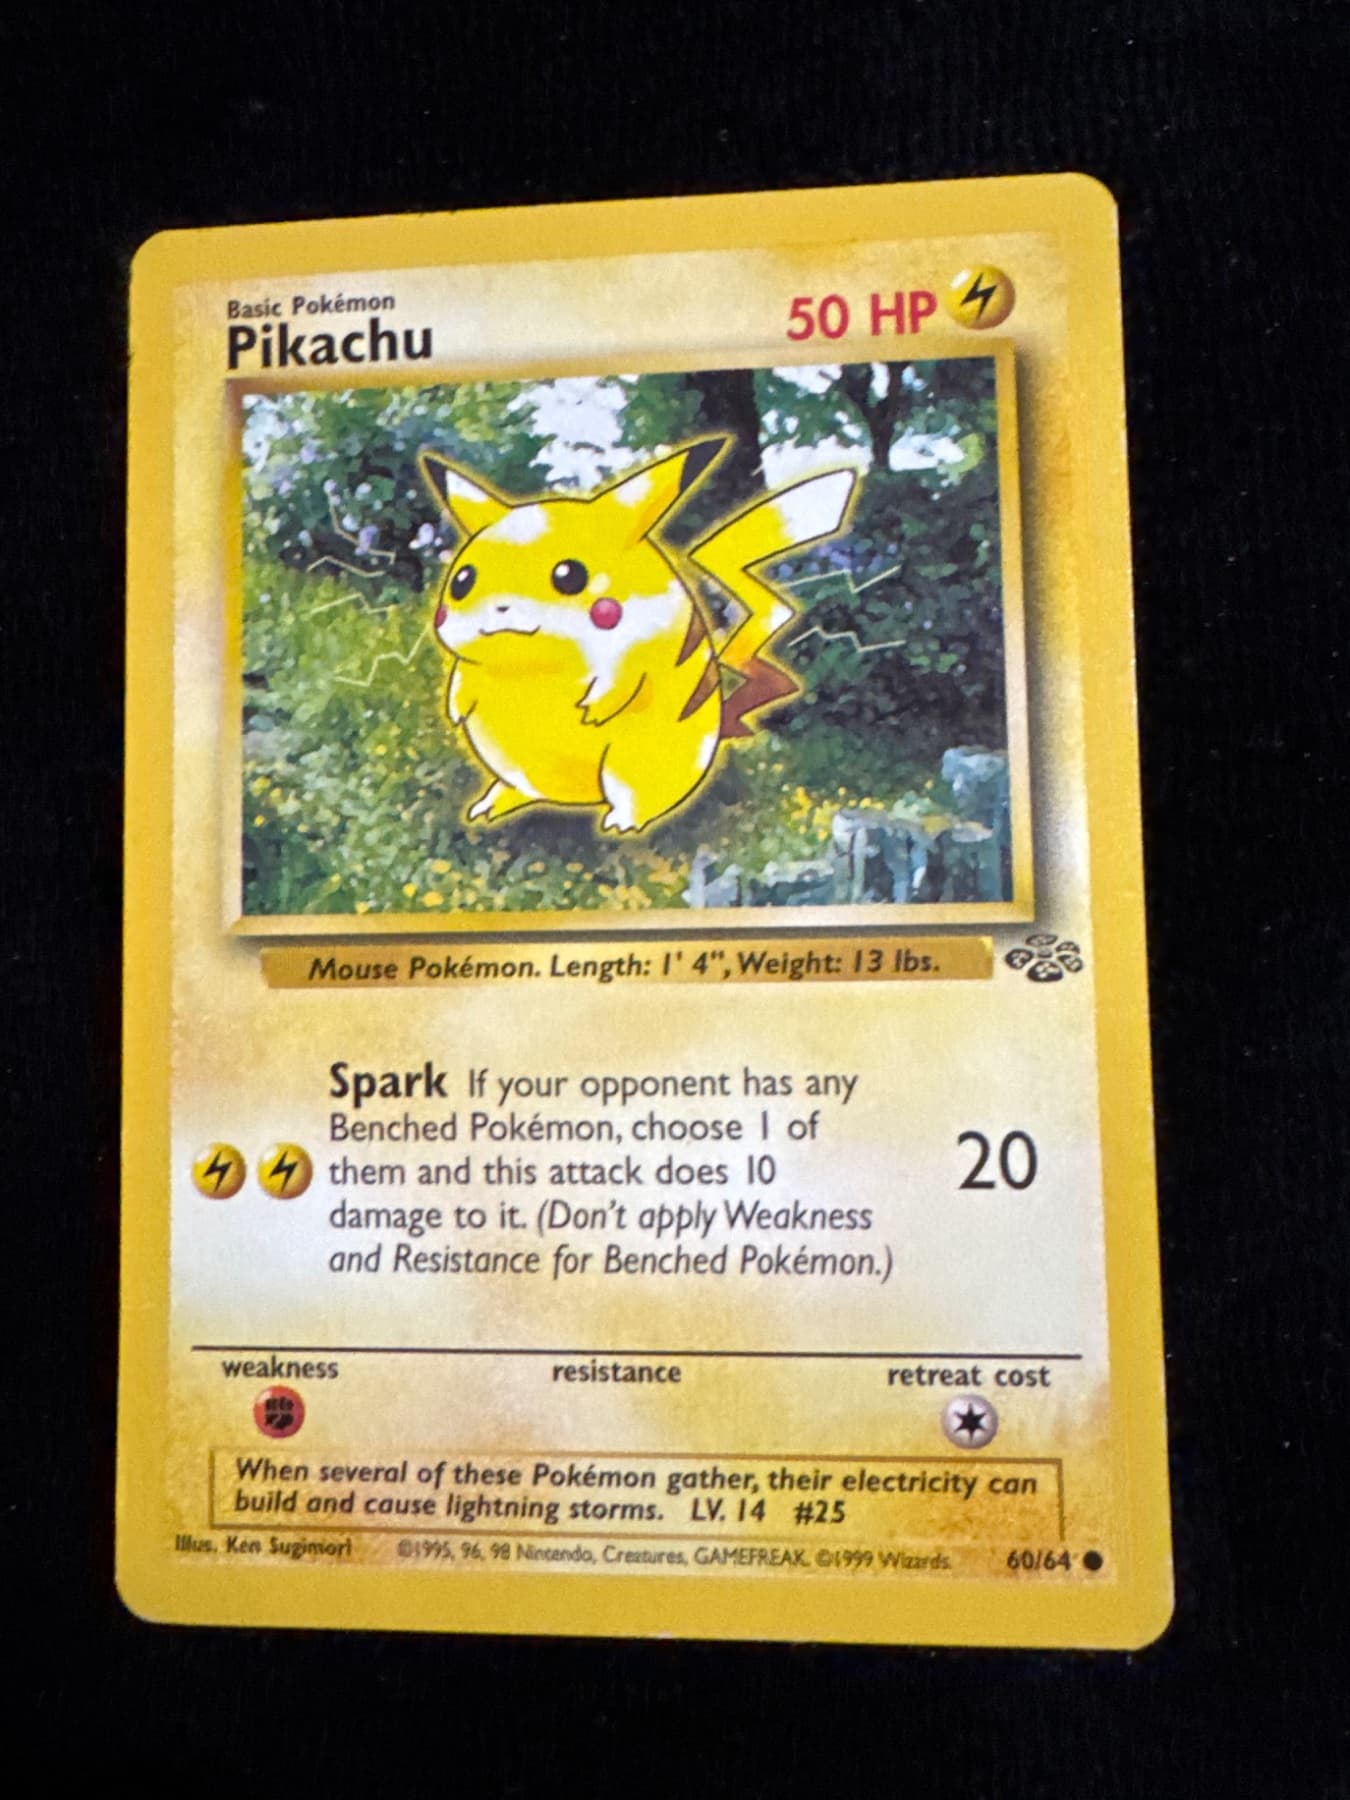 Basic Pokémon
Pikachu
50 HP
Mouse Pokémon. Length: 1' 4", Weight: 13 lbs.
Spark If your opponent has any
Benched Pokémon, choose 1 of
them and this attack does 10
damage to it. (Don't apply Weakness
and Resistance for Benched Pokémon.)
20
weakness resistance retreat cost
When several of these Pokémon gather, their electricity can
build and cause lightning storms. LV. 14 #25
Illus. Ken Sugimori ©1995, 96, 98 Nintendo, Creatures, GAMEFREAK. ©1999 Wizards. 60/64